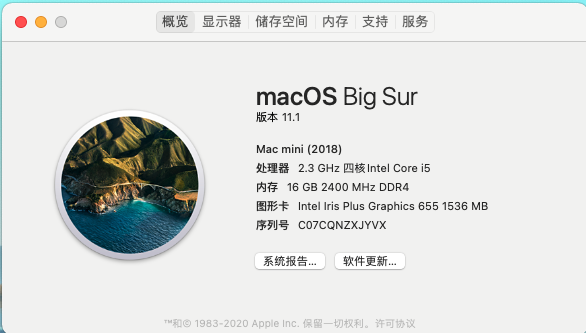 概览 显示器 储存空间 内存 支持 服务
macOS Big Sur
版本 11.1
Mac mini (2018)
处理器 2.3 GHz 四核Intel Core i5
内存 16 GB 2400 MHz DDR4
图形卡 Intel Iris Plus Graphics 655 1536 MB
序列号 C07CQNZXJYVX
系统报告... 软件更新...
™和© 1983-2020 Apple Inc. 保留一切权利。许可协议